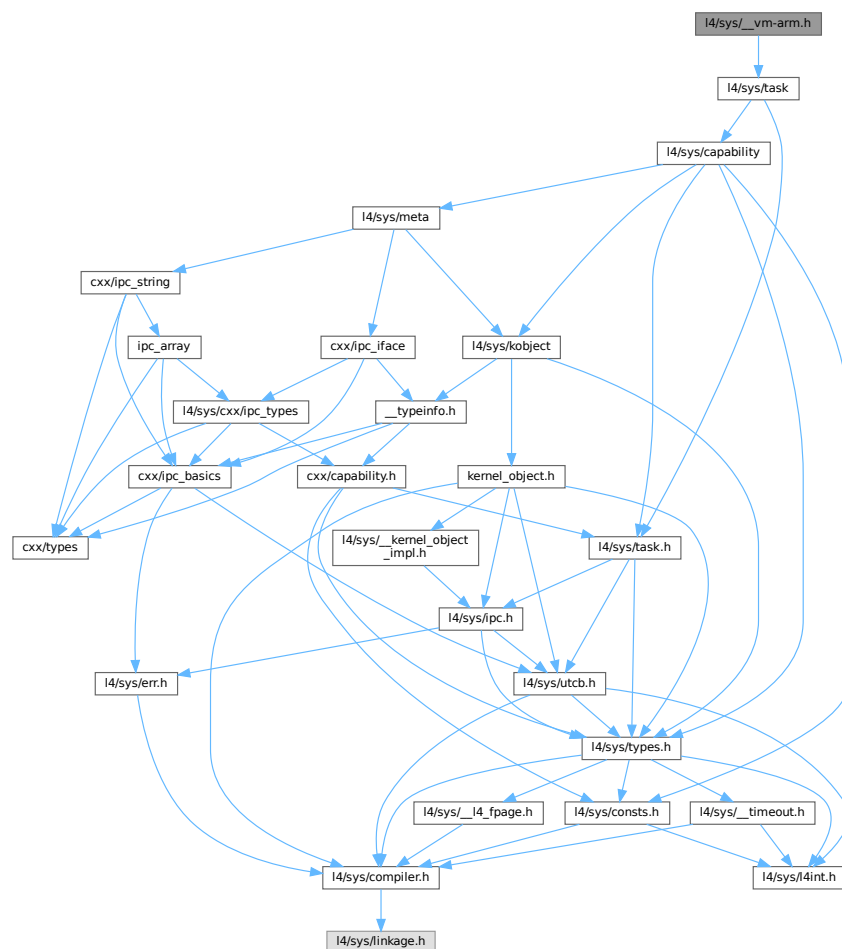 l4/sys/__vm-arm.h
l4/sys/task
l4/sys/capability
l4/sys/meta
cxx/ipc_string
ipc_array
cxx/ipc_iface
l4/sys/kobject
l4/sys/cxx/ipc_types
__typeinfo.h
cxx/ipc_basics
cxx/capability.h
kernel_object.h
cxx/types
l4/sys/__kernel_object
_impl.h
l4/sys/task.h
l4/sys/ipc.h
l4/sys/err.h
l4/sys/utcb.h
l4/sys/types.h
l4/sys/__l4_fpage.h
l4/sys/consts.h
l4/sys/__timeout.h
l4/sys/compiler.h
l4/sys/l4int.h
l4/sys/linkage.h